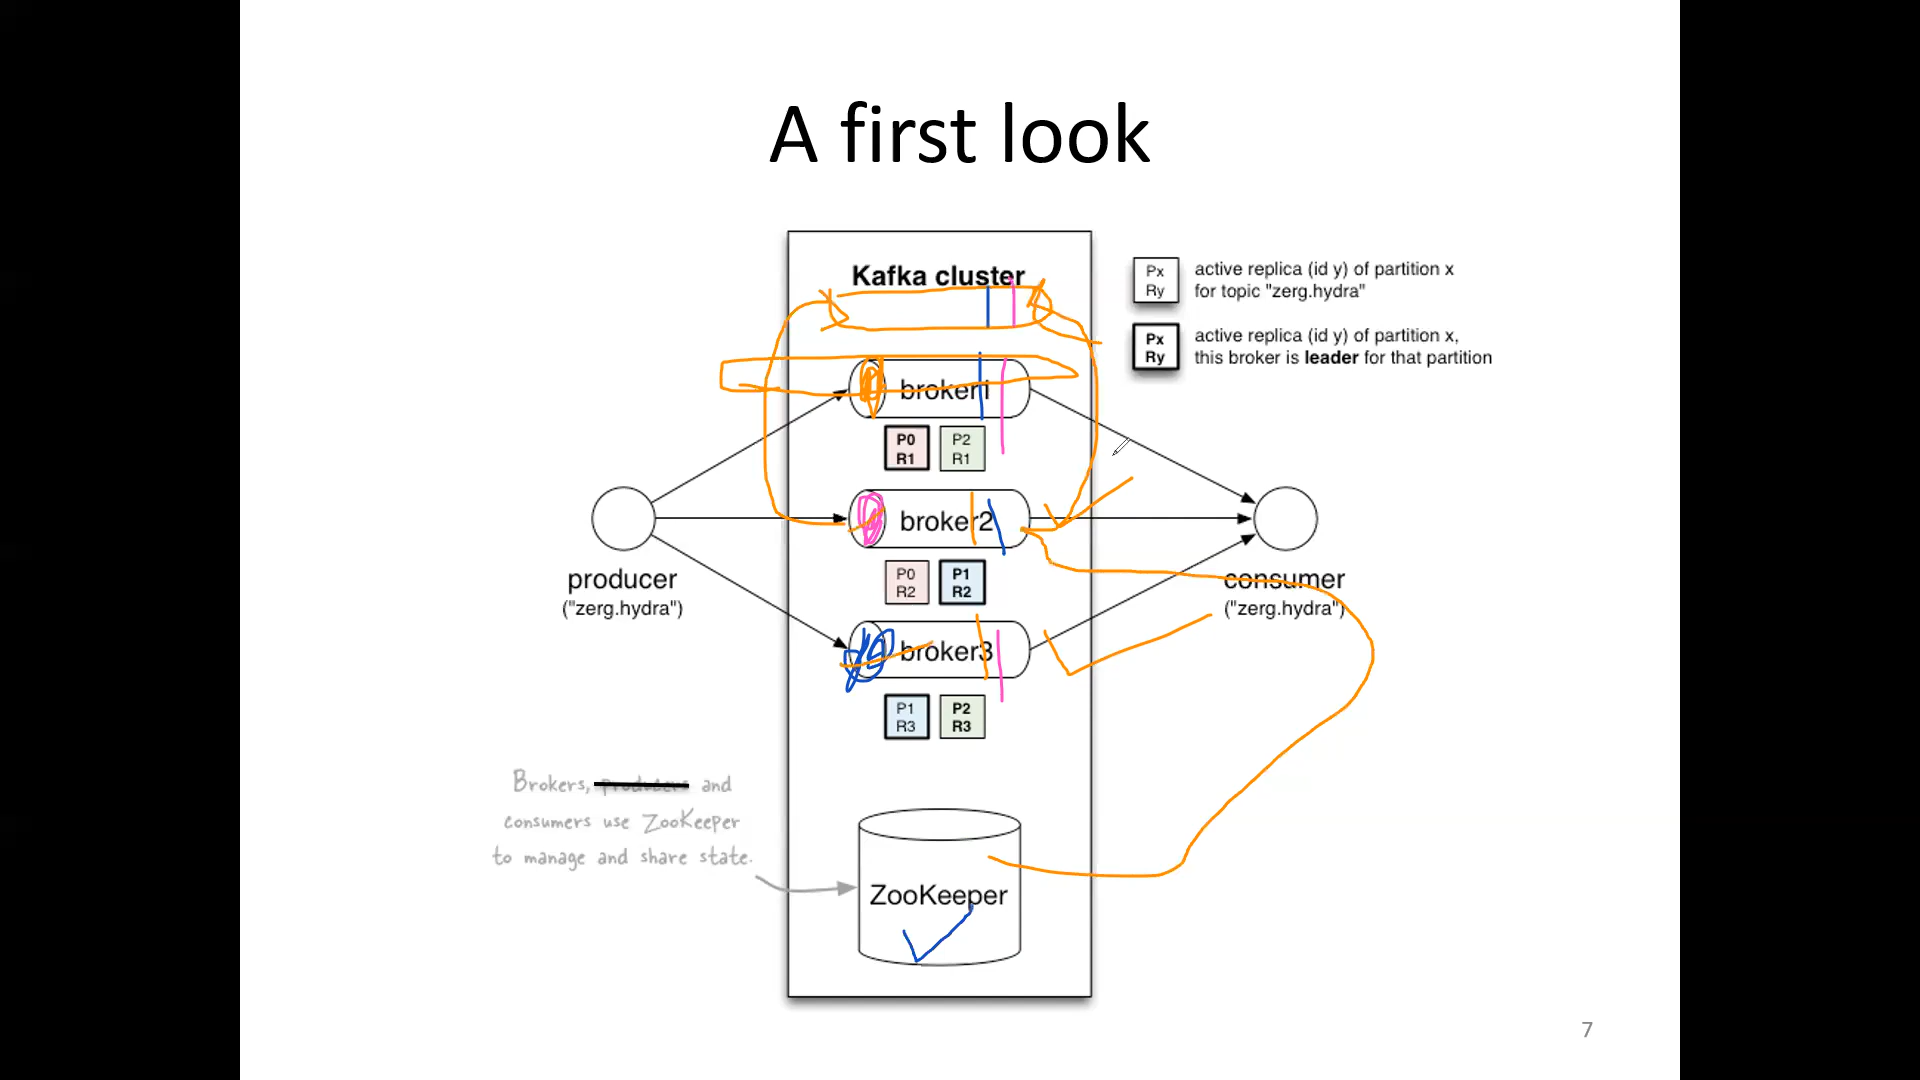 A first look
Kafka cluster
Px
Ry
active replica (id y) of partition x
for topic "zerg.hydra"
Px
Ry
active replica (id y) of partition x,
this broker is leader for that partition
broker1
P0
R1
P2
R1
broker2
P0
R2
P1
R2
producer
("zerg.hydra")
consumer
("zerg.hydra")
broker3
P1
R3
P2
R3
Brokers, producers and
consumers use ZooKeeper
to manage and share state.
ZooKeeper
7